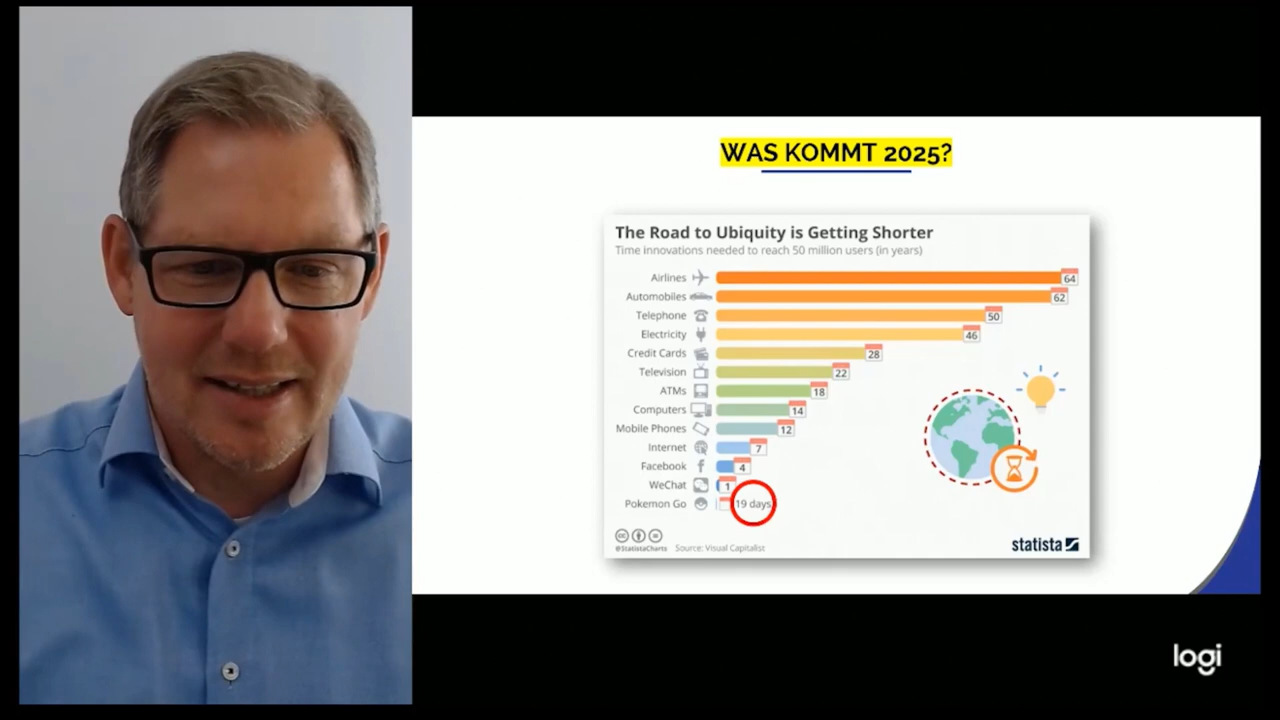 WAS KOMMT 2025?
The Road to Ubiquity is Getting Shorter
Time innovations needed to reach 50 million users (in years)
Airlines 64
Automobiles 62
Telephone 50
Electricity 46
Credit Cards 28
Television 22
ATMs 18
Computers 14
Mobile Phones 12
Internet 7
Facebook f 4
WeChat 1
Pokemon Go 19 days
cc
@StatistaCharts Source: Visual Capitalist
statista
logi